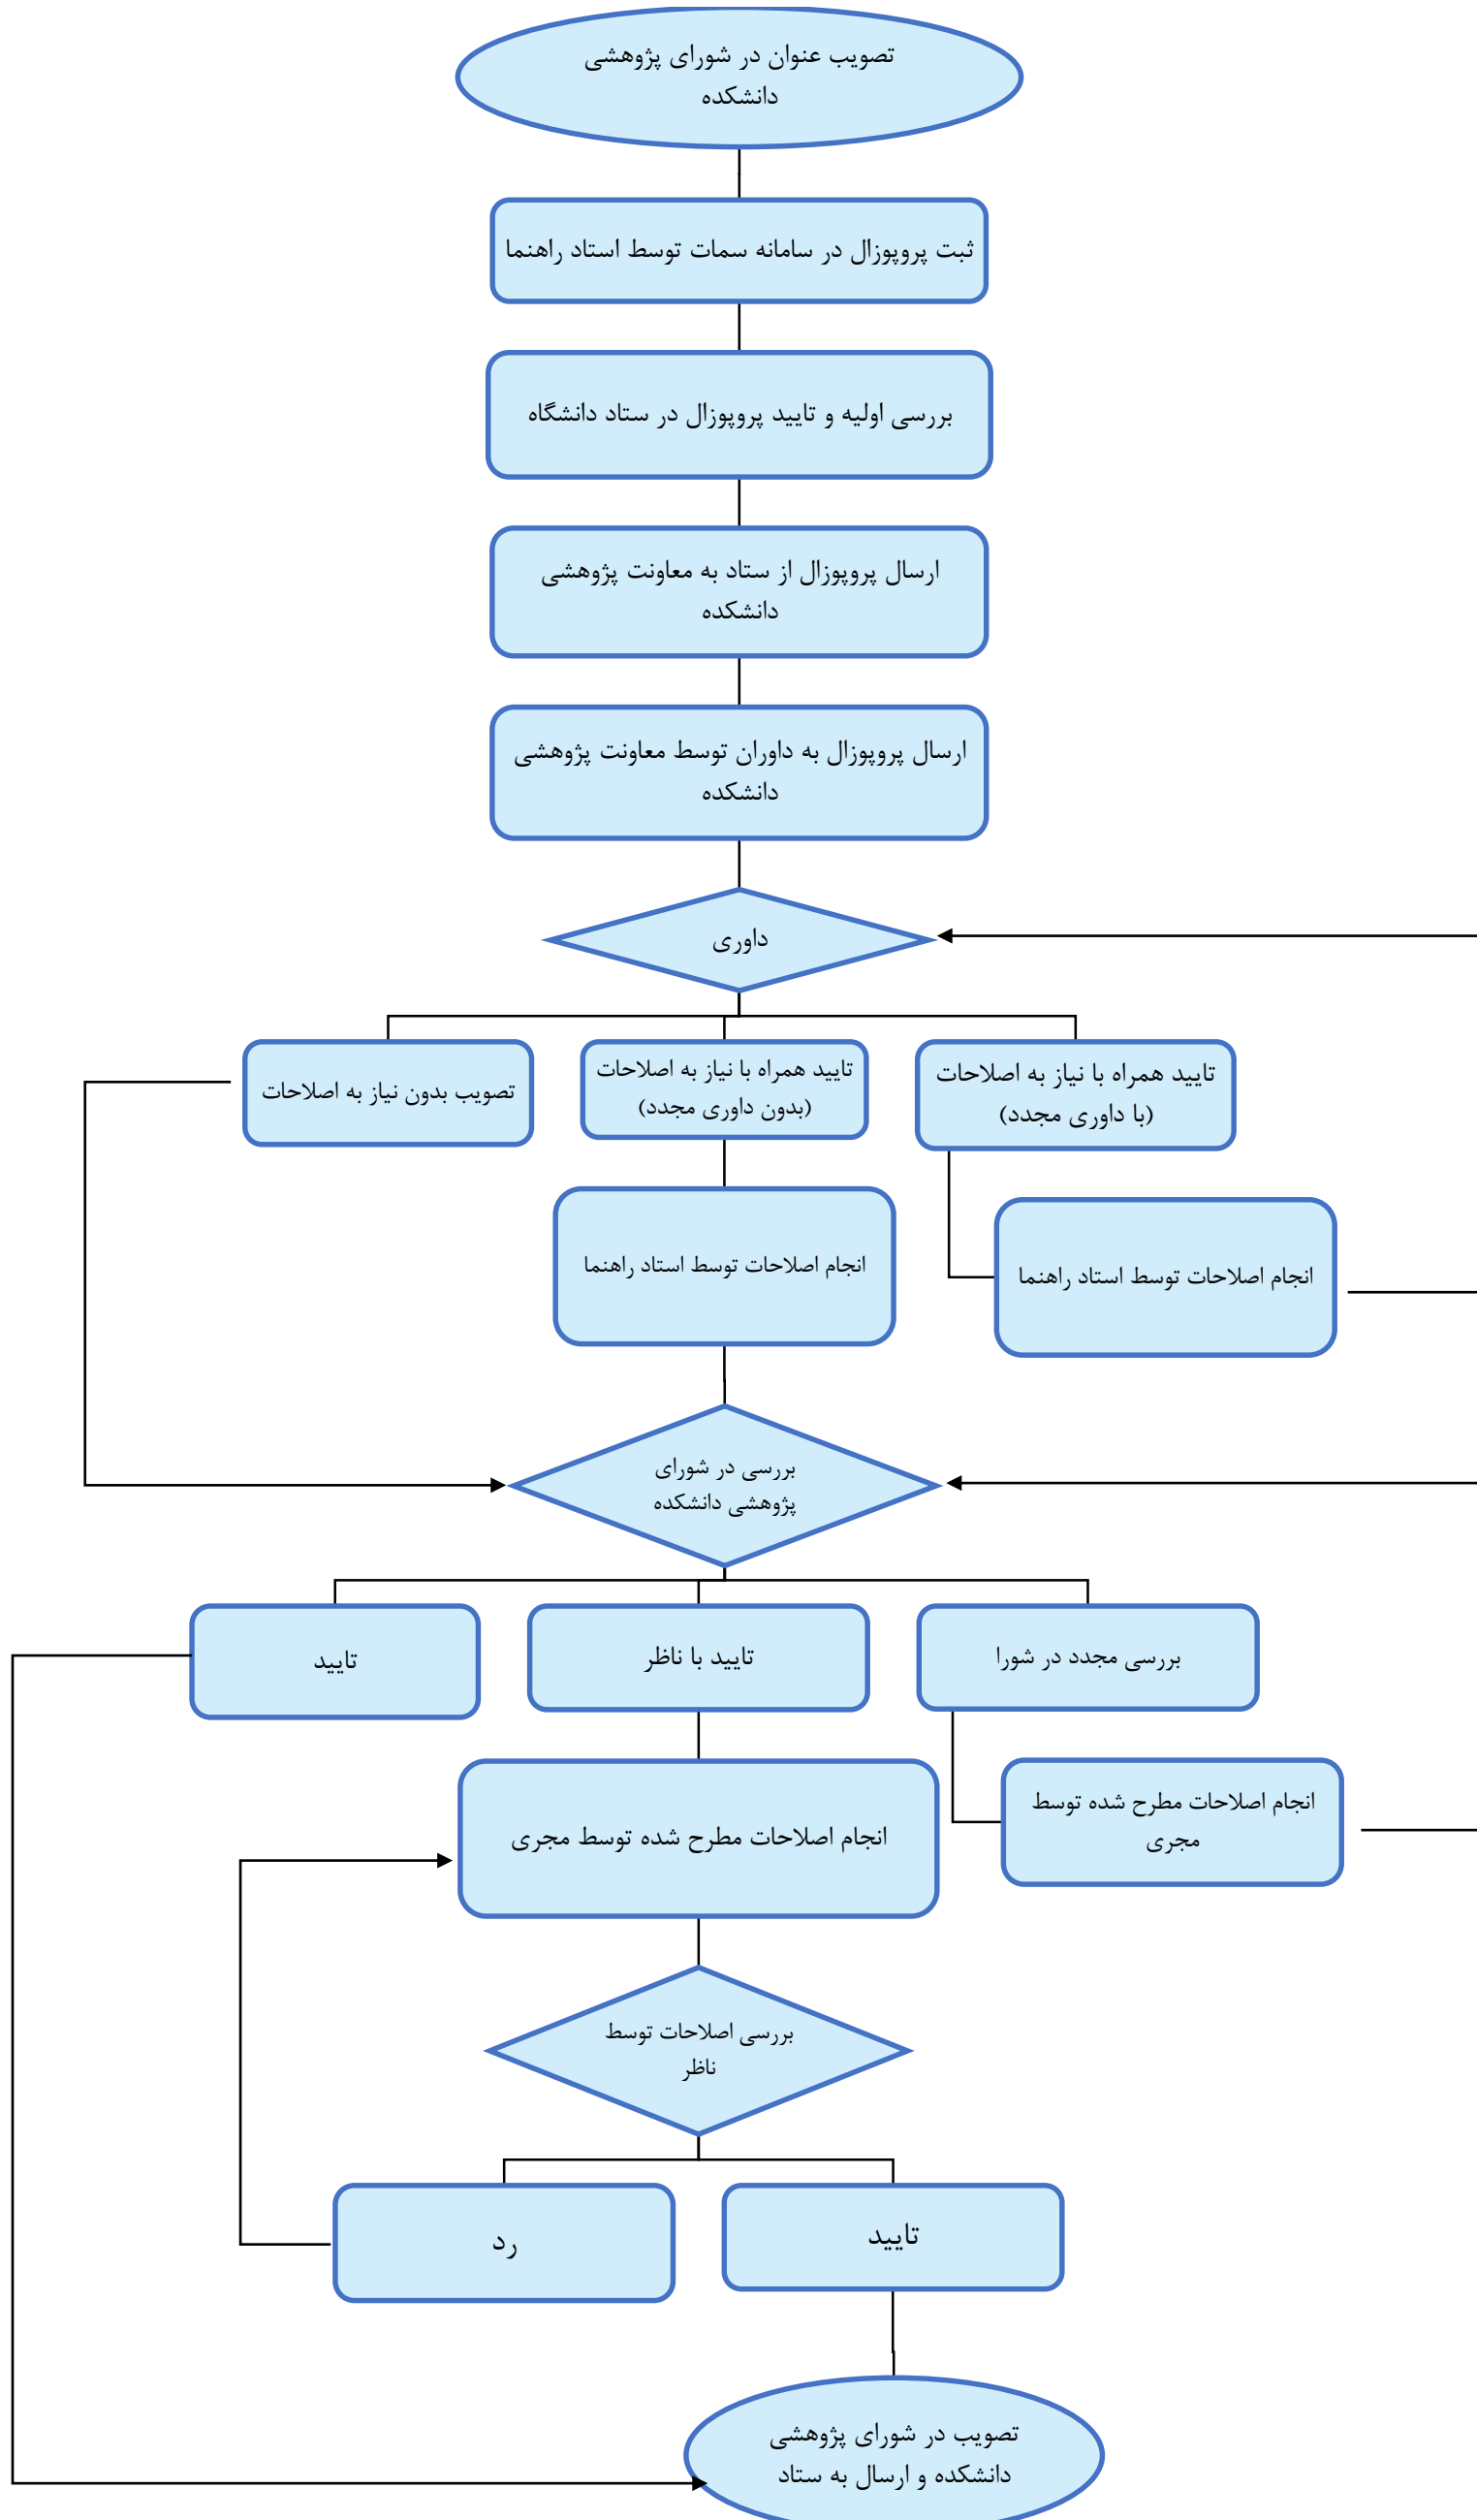 تصویب عنوان در شورای پژوهشی
دانشکده
ثبت پروپوزال در سامانه سمات توسط استاد راهنما
بررسی اولیه و تایید پروپوزال در ستاد دانشگاه
ارسال پروپوزال از ستاد به معاونت پژوهشی
دانشکده
ارسال پروپوزال به داوران توسط معاونت پژوهشی
دانشکده
داوری
تایید همراه با نیاز به اصلاحات
(با داوری مجدد)
تایید همراه با نیاز به اصلاحات
(بدون داوری مجدد)
تصویب بدون نیاز به اصلاحات
انجام اصلاحات توسط استاد راهنما
انجام اصلاحات توسط استاد راهنما
بررسی در شورای
پژوهشی دانشکده
بررسی مجدد در شورا
تایید با ناظر
تایید
انجام اصلاحات مطرح شده توسط
مجری
انجام اصلاحات مطرح شده توسط مجری
بررسی اصلاحات توسط
ناظر
تایید
رد
تصویب در شورای پژوهشی
دانشکده و ارسال به ستاد